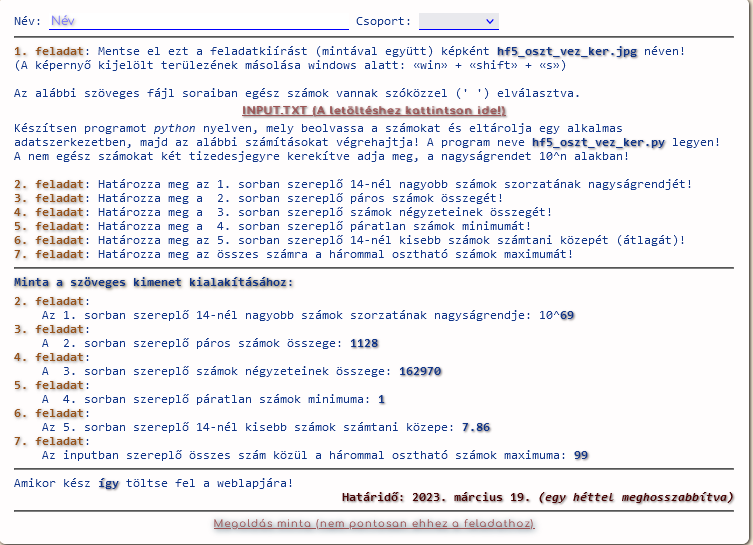 Név: Név Csoport:
1. feladat: Mentse el ezt a feladatkiírást (mintával együtt) képként hf5_oszt_vez_ker.jpg néven!
(A képernyő kijelölt terülezének másolása windows alatt: «win» + «shift» + «s»)
Az alábbi szöveges fájl soraiban egész számok vannak szóközzel (' ') elválasztva.
INPUT.TXT (A letöltéshez kattintson ide!)
Készítsen programot python nyelven, mely beolvassa a számokat és eltárolja egy alkalmas
adatszerkezetben, majd az alábbi számításokat végrehajtja! A program neve hf5_oszt_vez_ker.py legyen!
A nem egész számokat két tizedesjegyre kerekítve adja meg, a nagyságrendet 10^n alakban!
2. feladat: Határozza meg az 1. sorban szereplő 14-nél nagyobb számok szorzatának nagyságrendjét!
3. feladat: Határozza meg a 2. sorban szereplő páros számok összegét!
4. feladat: Határozza meg a 3. sorban szereplő számok négyzeteinek összegét!
5. feladat: Határozza meg a 4. sorban szereplő páratlan számok minimumát!
6. feladat: Határozza meg az 5. sorban szereplő 14-nél kisebb számok számtani közepét (átlagát)!
7. feladat: Határozza meg az összes számra a hárommal osztható számok maximumát!
Minta a szöveges kimenet kialakításához:
2. feladat:
Az 1. sorban szereplő 14-nél nagyobb számok szorzatának nagyságrendje: 10^69
3. feladat:
A 2. sorban szereplő páros számok összege: 1128
4. feladat:
A 3. sorban szereplő számok négyzeteinek összege: 162970
5. feladat:
A 4. sorban szereplő páratlan számok minimuma: 1
6. feladat:
Az 5. sorban szereplő 14-nél kisebb számok számtani közepe: 7.86
7. feladat:
Az inputban szereplő összes szám közül a hárommal osztható számok maximuma: 99
Amikor kész így töltse fel a weblapjára!
Határidő: 2023. március 19. (egy héttel meghosszabbítva)
Megoldás minta (nem pontosan ehhez a feladathoz)